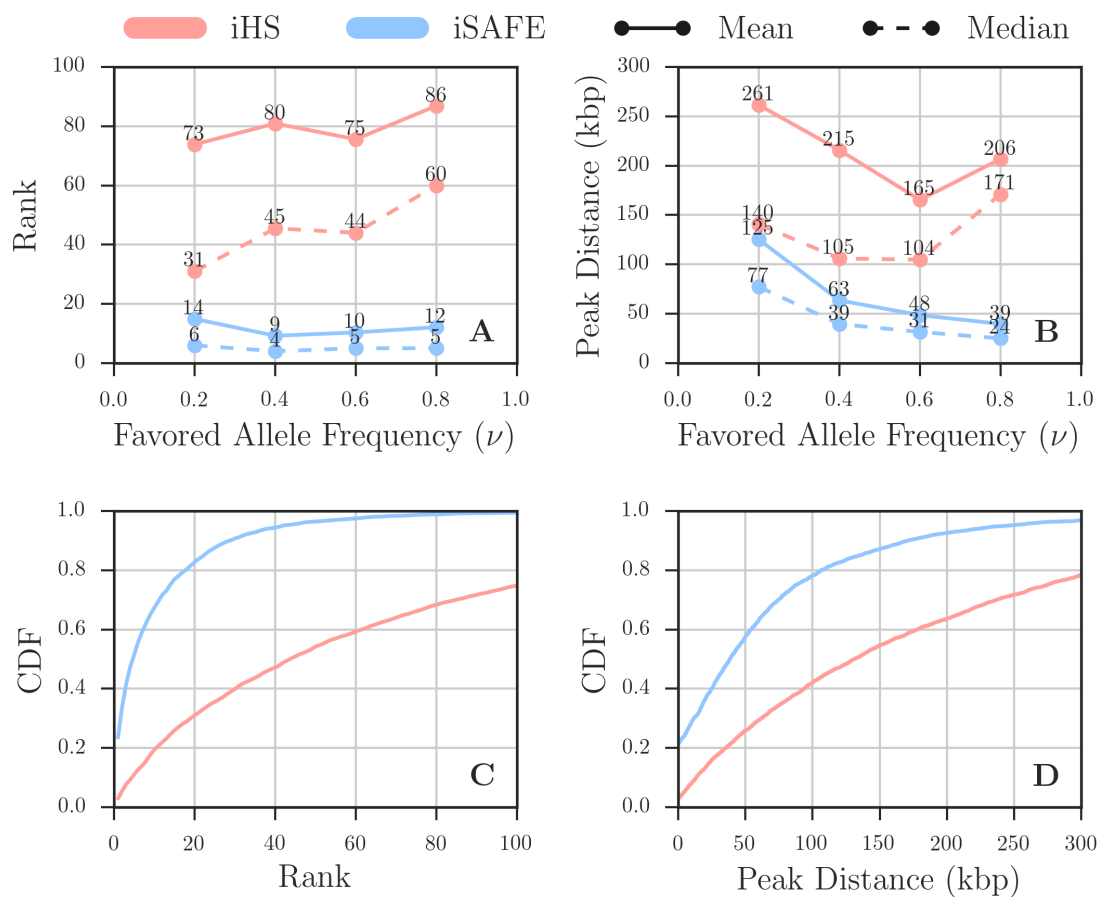 iHS iSAFE Mean Median
100
80
60
40
20
0
Rank
73 80 75 86
31 45 44 60
14 9 10 12
6 4 5 5
A
0.0 0.2 0.4 0.6 0.8 1.0
Favored Allele Frequency (ν)
300
250
200
150
100
50
0
Peak Distance (kbp)
261 215 165 206
140 105 104 171
125 63 48 39
77 39 31 24
B
0.0 0.2 0.4 0.6 0.8 1.0
Favored Allele Frequency (ν)
1.0
0.8
0.6
0.4
0.2
0.0
CDF
C
0 20 40 60 80 100
Rank
1.0
0.8
0.6
0.4
0.2
0.0
CDF
D
0 50 100 150 200 250 300
Peak Distance (kbp)